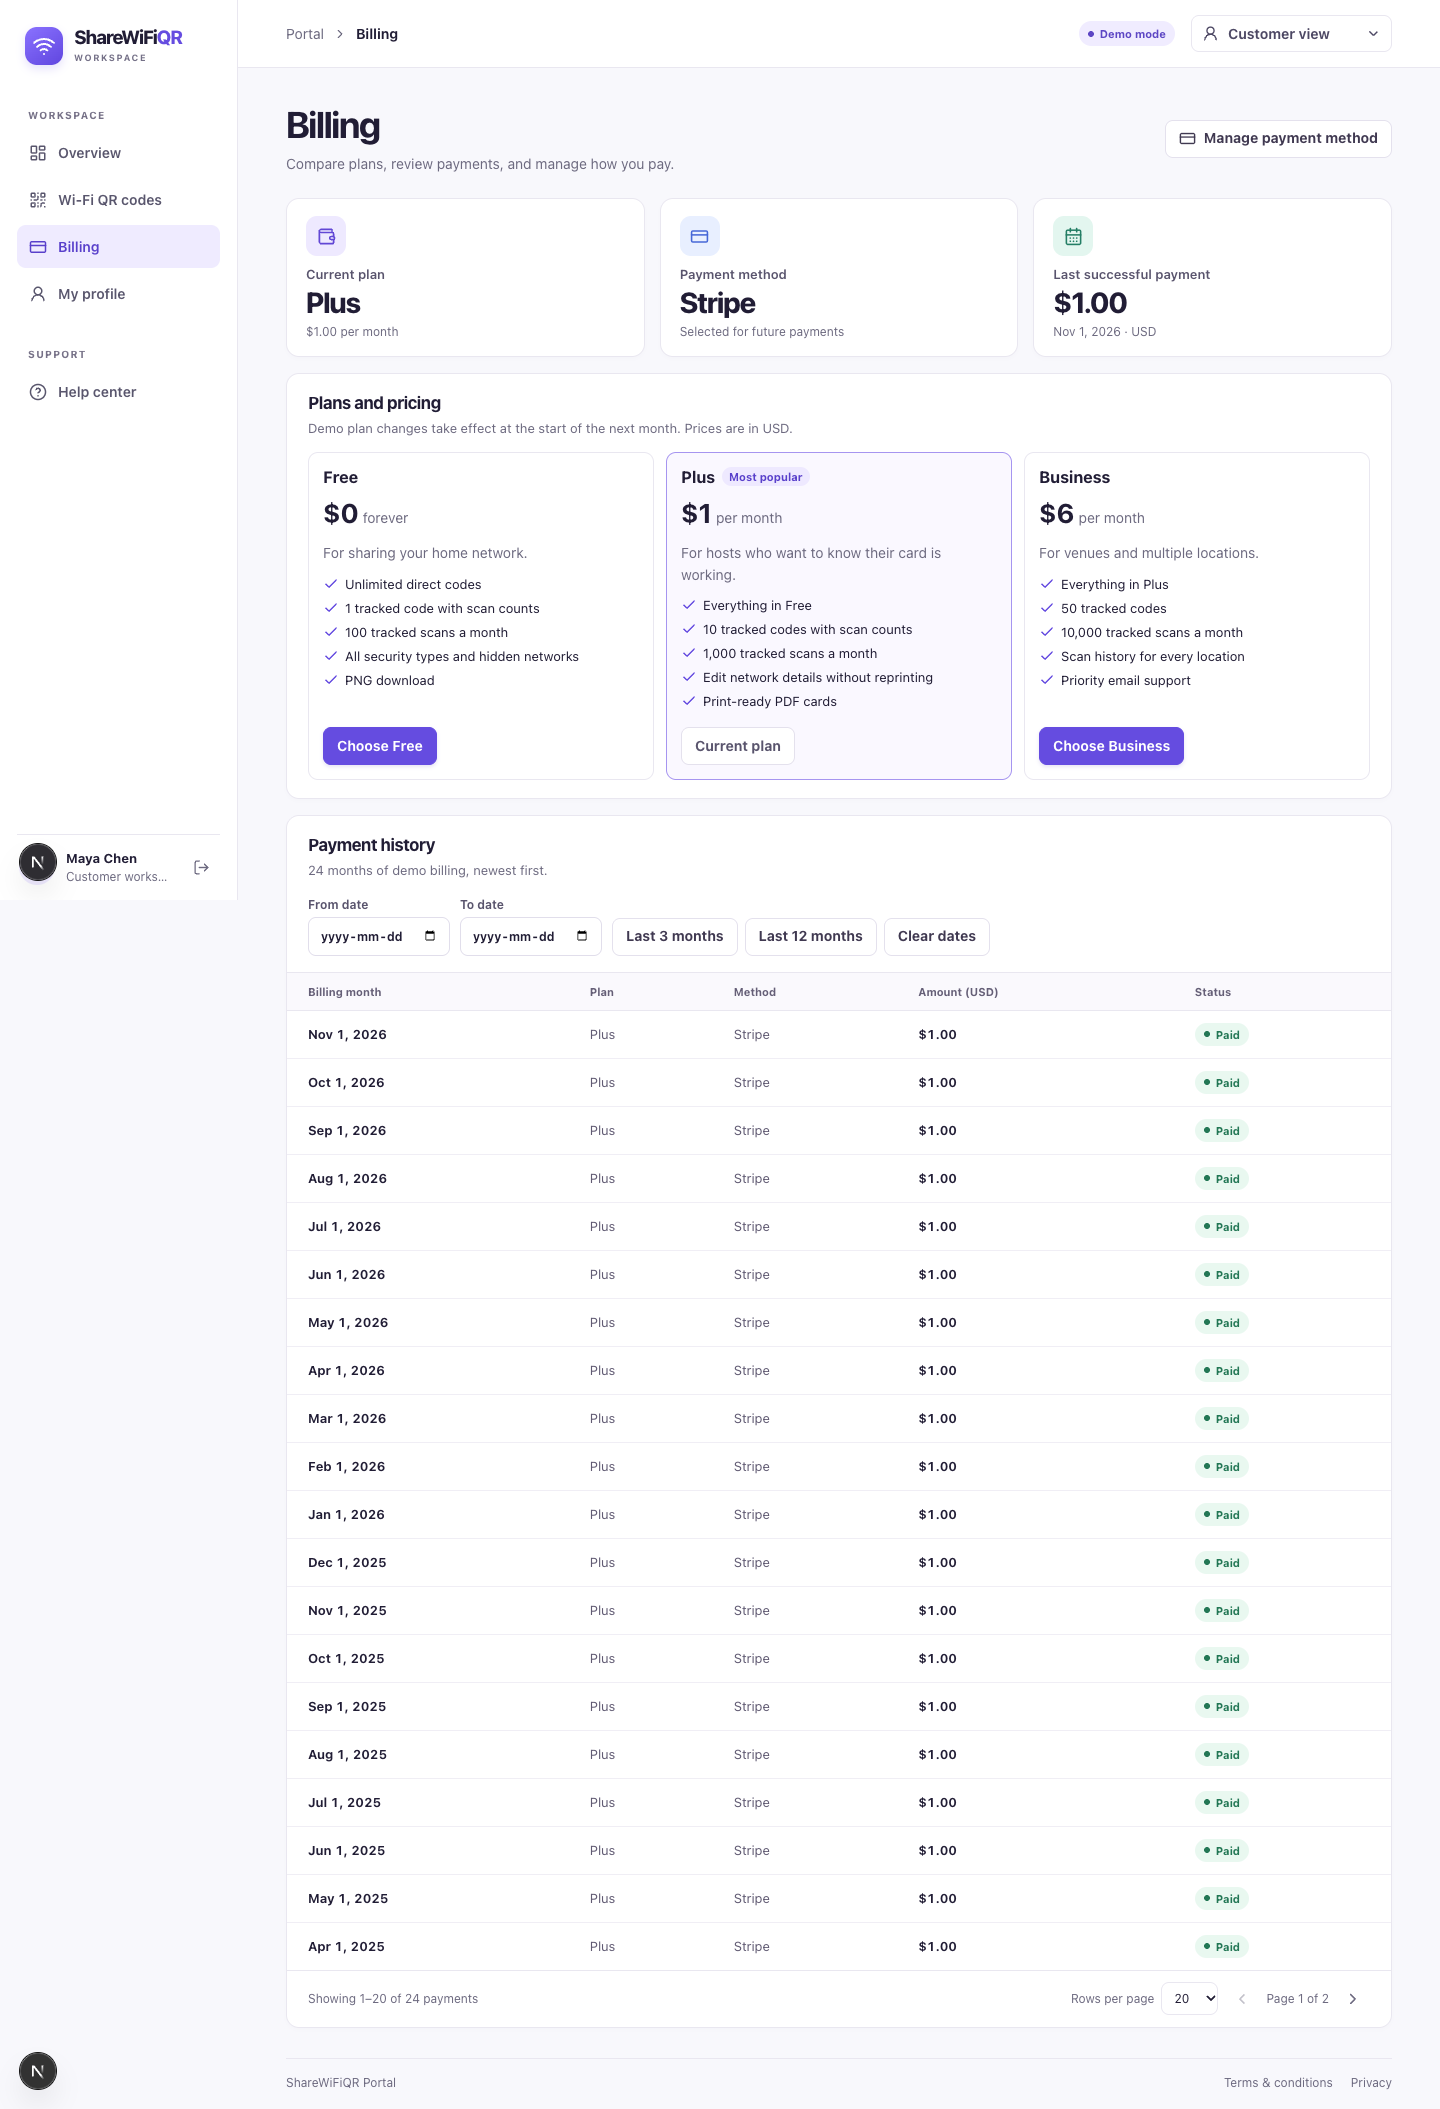 ShareWiFiQR
WORKSPACE
WORKSPACE
Overview
Wi-Fi QR codes
Billing
My profile
SUPPORT
Help center
N
Maya Chen
Customer works...
Portal > Billing
Demo mode
Customer view
Billing
Compare plans, review payments, and manage how you pay.
Manage payment method
Current plan
Plus
$1.00 per month
Payment method
Stripe
Selected for future payments
Last successful payment
$1.00
Nov 1, 2026 · USD
Plans and pricing
Demo plan changes take effect at the start of the next month. Prices are in USD.
Free
$0 forever
For sharing your home network.
Unlimited direct codes
1 tracked code with scan counts
100 tracked scans a month
All security types and hidden networks
PNG download
Choose Free
Plus Most popular
$1 per month
For hosts who want to know their card is
working.
Everything in Free
10 tracked codes with scan counts
1,000 tracked scans a month
Edit network details without reprinting
Print-ready PDF cards
Current plan
Business
$6 per month
For venues and multiple locations.
Everything in Plus
50 tracked codes
10,000 tracked scans a month
Scan history for every location
Priority email support
Choose Business
Payment history
24 months of demo billing, newest first.
From date To date
yyyy-mm-dd yyyy-mm-dd Last 3 months Last 12 months Clear dates
Billing month Plan Method Amount (USD) Status
Nov 1, 2026 Plus Stripe $1.00 Paid
Oct 1, 2026 Plus Stripe $1.00 Paid
Sep 1, 2026 Plus Stripe $1.00 Paid
Aug 1, 2026 Plus Stripe $1.00 Paid
Jul 1, 2026 Plus Stripe $1.00 Paid
Jun 1, 2026 Plus Stripe $1.00 Paid
May 1, 2026 Plus Stripe $1.00 Paid
Apr 1, 2026 Plus Stripe $1.00 Paid
Mar 1, 2026 Plus Stripe $1.00 Paid
Feb 1, 2026 Plus Stripe $1.00 Paid
Jan 1, 2026 Plus Stripe $1.00 Paid
Dec 1, 2025 Plus Stripe $1.00 Paid
Nov 1, 2025 Plus Stripe $1.00 Paid
Oct 1, 2025 Plus Stripe $1.00 Paid
Sep 1, 2025 Plus Stripe $1.00 Paid
Aug 1, 2025 Plus Stripe $1.00 Paid
Jul 1, 2025 Plus Stripe $1.00 Paid
Jun 1, 2025 Plus Stripe $1.00 Paid
May 1, 2025 Plus Stripe $1.00 Paid
Apr 1, 2025 Plus Stripe $1.00 Paid
Showing 1–20 of 24 payments Rows per page 20 Page 1 of 2
N
ShareWiFiQR Portal Terms & conditions Privacy